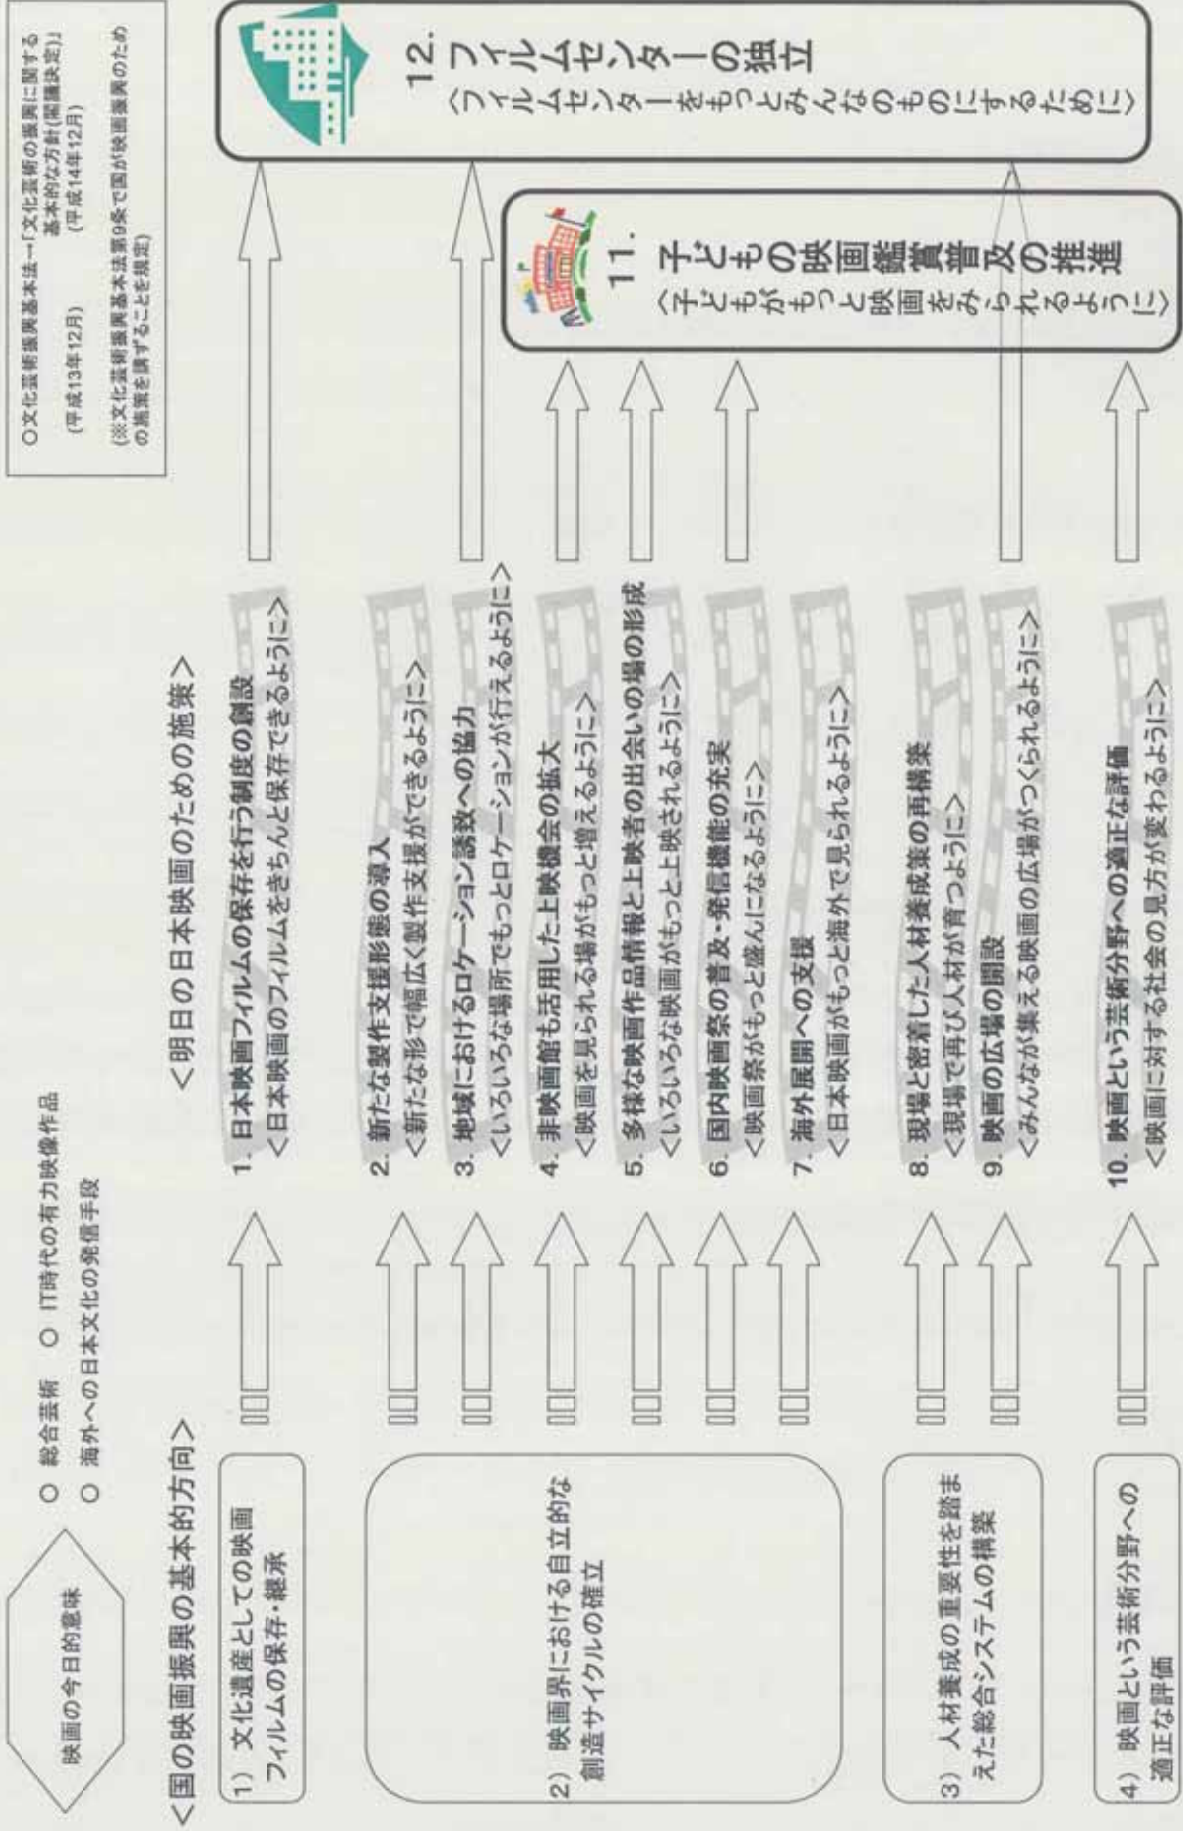 映画の今日的意味
○ 総合芸術 ○ IT時代の有力映像作品
○ 海外への日本文化の発信手段
○文化芸術振興基本法→「文化芸術の振興に関する
基本的な方針(閣議決定)」
(平成13年12月) (平成14年12月)
(※文化芸術振興基本法第9条で国が映画振興のため
の施策を講ずることを規定)
<国の映画振興の基本的方向>
<明日の日本映画のための施策>
1) 文化遺産としての映画
フィルムの保存・継承
2) 映画界における自立的な
創造サイクルの確立
3) 人材養成の重要性を踏ま
えた総合システムの構築
4) 映画という芸術分野への
適正な評価
1. 日本映画フィルムの保存を行う制度の創設
<日本映画のフィルムをきちんと保存できるように>
2. 新たな製作支援形態の導入
<新たな形で幅広く製作支援ができるように>
3. 地域におけるロケーション誘致への協力
<いろいろな場所でもっとロケーションが行えるように>
4. 非映画館も活用した上映機会の拡大
<映画を見られる場がもっと増えるように>
5. 多様な映画作品情報と上映者の出会いの場の形成
<いろいろな映画がもっと上映されるように>
6. 国内映画祭の普及・発信機能の充実
<映画祭がもっと盛んになるように>
7. 海外展開への支援
<日本映画がもっと海外で見られるように>
8. 現場と密着した人材養成策の再構築
<現場で再び人材が育つように>
9. 映画の広場の開設
<みんなが集える映画の広場がつくられるように>
10. 映画という芸術分野への適正な評価
<映画に対する社会の見方が変わるように>
11.
子どもの映画鑑賞普及の推進
〈子どもがもっと映画をみられるように〉
12.
フィルムセンターの独立
〈フィルムセンターをもっとみんなのものにするために〉